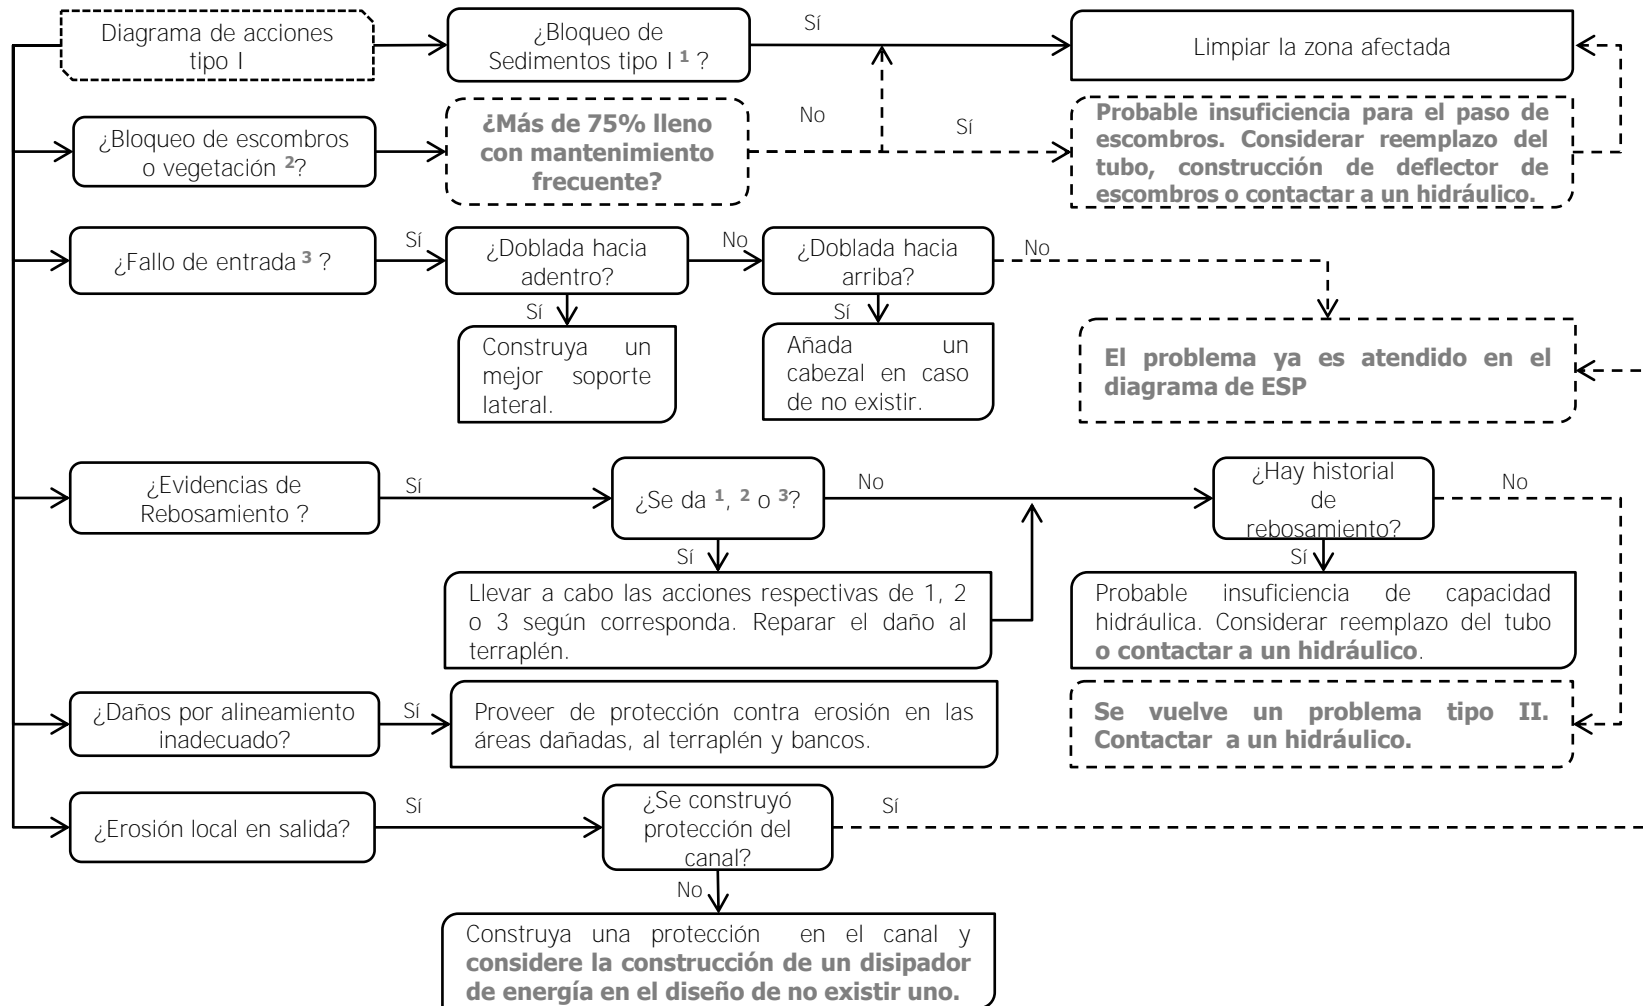 Diagrama de acciones
tipo I
¿Bloqueo de
Sedimentos tipo I ¹ ?
Sí
Limpiar la zona afectada
¿Bloqueo de escombros
o vegetación ²?
¿Más de 75% lleno
con mantenimiento
frecuente?
No
Sí
Probable insuficiencia para el paso de
escombros. Considerar reemplazo del
tubo, construcción de deflector de
escombros o contactar a un hidráulico.
¿Fallo de entrada ³ ?
Sí
¿Doblada hacia
adentro?
No
¿Doblada hacia
arriba?
No
Sí
Construya un
mejor soporte
lateral.
Sí
Añada un
cabezal en caso
de no existir.
El problema ya es atendido en el
diagrama de ESP
¿Evidencias de
Rebosamiento ?
Sí
¿Se da ¹, ² o ³?
No
¿Hay historial
de
rebosamiento?
No
Sí
Llevar a cabo las acciones respectivas de 1, 2
o 3 según corresponda. Reparar el daño al
terraplén.
Sí
Probable insuficiencia de capacidad
hidráulica. Considerar reemplazo del tubo
o contactar a un hidráulico.
¿Daños por alineamiento
inadecuado?
Sí
Proveer de protección contra erosión en las
áreas dañadas, al terraplén y bancos.
Se vuelve un problema tipo II.
Contactar a un hidráulico.
¿Erosión local en salida?
Sí
¿Se construyó
protección del
canal?
Sí
No
Construya una protección en el canal y
considere la construcción de un disipador
de energía en el diseño de no existir uno.